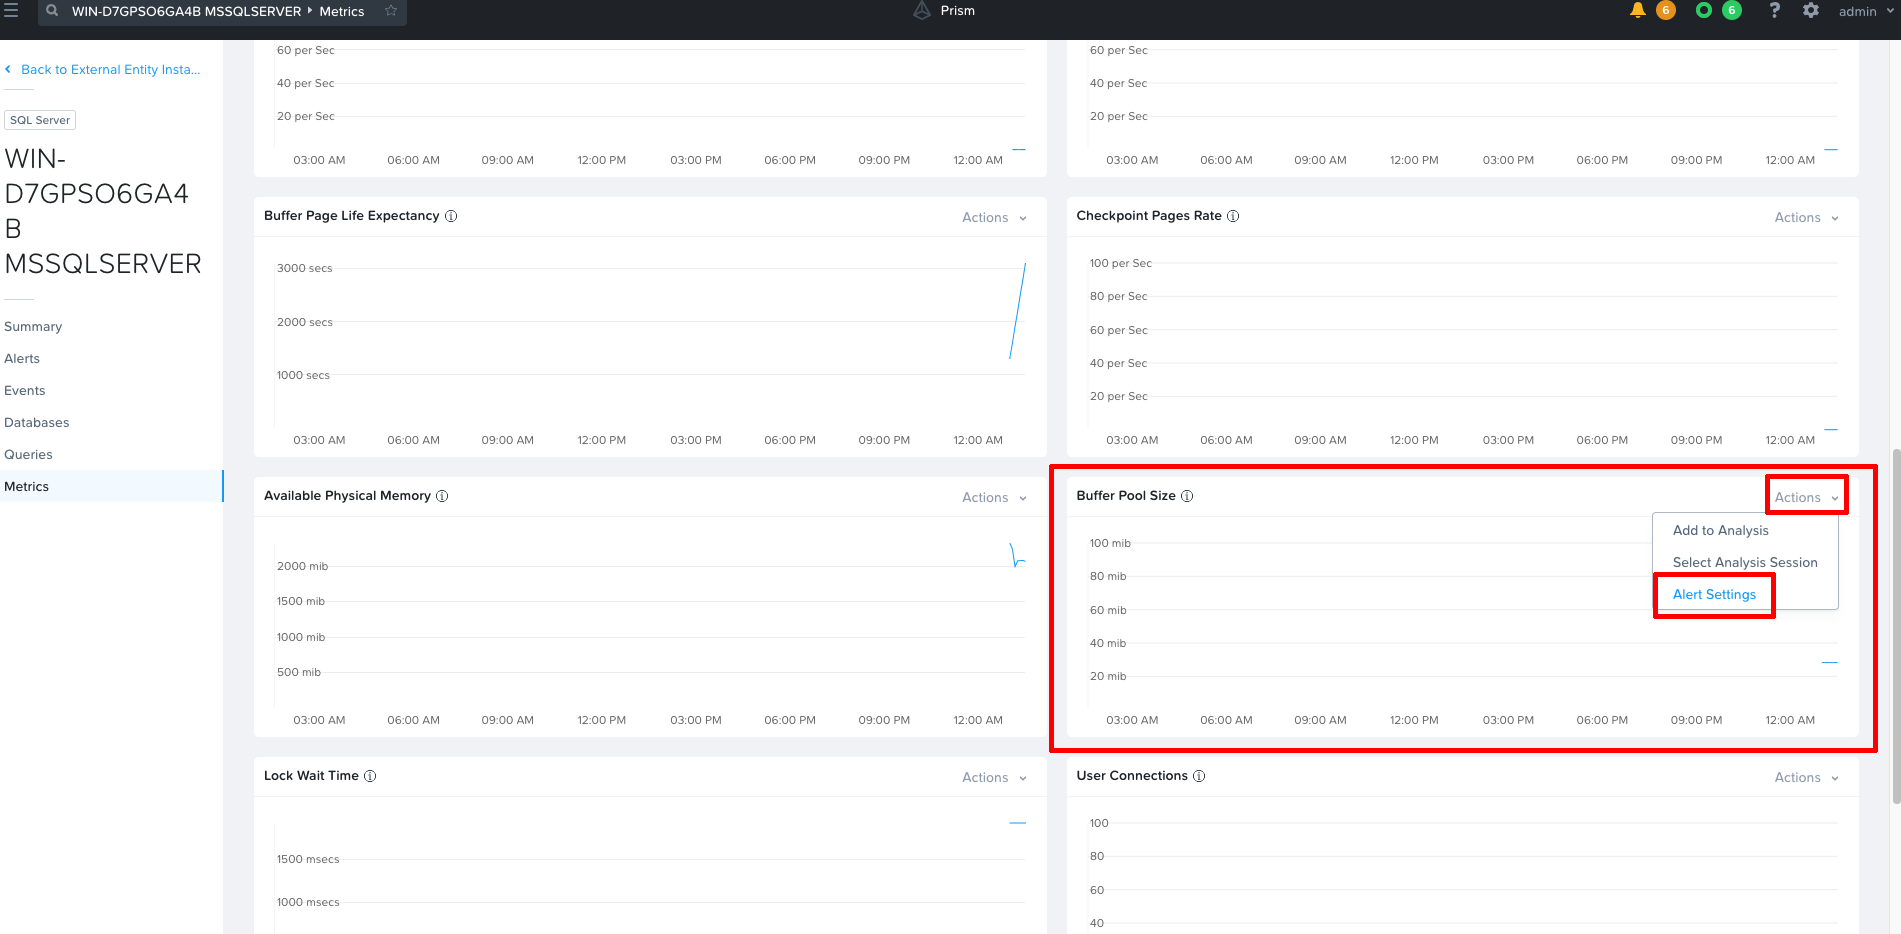 WIN-D7GPSO6GA4B MSSQLSERVER ‣ Metrics
Prism
6
6
?
admin
Back to External Entity Insta...
SQL Server
WIN-
D7GPSO6GA4
B
MSSQLSERVER
Summary
Alerts
Events
Databases
Queries
Metrics
60 per Sec
40 per Sec
20 per Sec
03:00 AM 06:00 AM 09:00 AM 12:00 PM 03:00 PM 06:00 PM 09:00 PM 12:00 AM
60 per Sec
40 per Sec
20 per Sec
03:00 AM 06:00 AM 09:00 AM 12:00 PM 03:00 PM 06:00 PM 09:00 PM 12:00 AM
Buffer Page Life Expectancy
Actions
3000 secs
2000 secs
1000 secs
03:00 AM 06:00 AM 09:00 AM 12:00 PM 03:00 PM 06:00 PM 09:00 PM 12:00 AM
Checkpoint Pages Rate
Actions
100 per Sec
80 per Sec
60 per Sec
40 per Sec
20 per Sec
03:00 AM 06:00 AM 09:00 AM 12:00 PM 03:00 PM 06:00 PM 09:00 PM 12:00 AM
Available Physical Memory
Actions
2000 mib
1500 mib
1000 mib
500 mib
03:00 AM 06:00 AM 09:00 AM 12:00 PM 03:00 PM 06:00 PM 09:00 PM 12:00 AM
Buffer Pool Size
Actions
Add to Analysis
Select Analysis Session
Alert Settings
100 mib
80 mib
60 mib
40 mib
20 mib
03:00 AM 06:00 AM 09:00 AM 12:00 PM 03:00 PM 06:00 PM 09:00 PM 12:00 AM
Lock Wait Time
Actions
1500 msecs
1000 msecs
User Connections
Actions
100
80
60
40